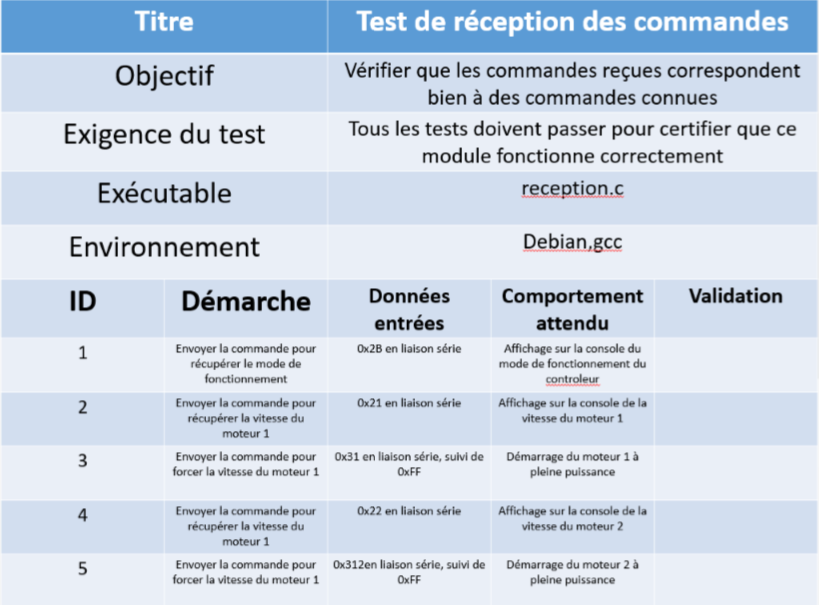 Titre
Test de réception des commandes
Objectif
Vérifier que les commandes reçues correspondent
bien à des commandes connues
Exigence du test
Tous les tests doivent passer pour certifier que ce
module fonctionne correctement
Exécutable
reception.c
Environnement
Debian,gcc
ID
Démarche
Données
entrées
Comportement
attendu
Validation
1
Envoyer la commande pour
récupérer le mode de
fonctionnement
0x2B en liaison série
Affichage sur la console du
mode de fonctionnement du
controleur
2
Envoyer la commande pour
récupérer la vitesse du
moteur 1
0x21 en liaison série
Affichage sur la console de la
vitesse du moteur 1
3
Envoyer la commande pour
forcer la vitesse du moteur 1
0x31 en liaison série, suivi de
0xFF
Démarrage du moteur 1 à
pleine puissance
4
Envoyer la commande pour
récupérer la vitesse du
moteur 1
0x22 en liaison série
Affichage sur la console de la
vitesse du moteur 2
5
Envoyer la commande pour
forcer la vitesse du moteur 1
0x312en liaison série, suivi de
0xFF
Démarrage du moteur 2 à
pleine puissance